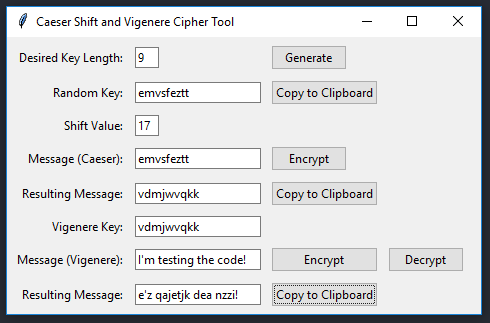 Caeser Shift and Vigenere Cipher Tool
Desired Key Length: 9 Generate
Random Key: emvsfeztt Copy to Clipboard
Shift Value: 17
Message (Caeser): emvsfeztt Encrypt
Resulting Message: vdmjwvqkk Copy to Clipboard
Vigenere Key: vdmjwvqkk
Message (Vigenere): I'm testing the code! Encrypt Decrypt
Resulting Message: e'z qajetjk dea nzzi! Copy to Clipboard